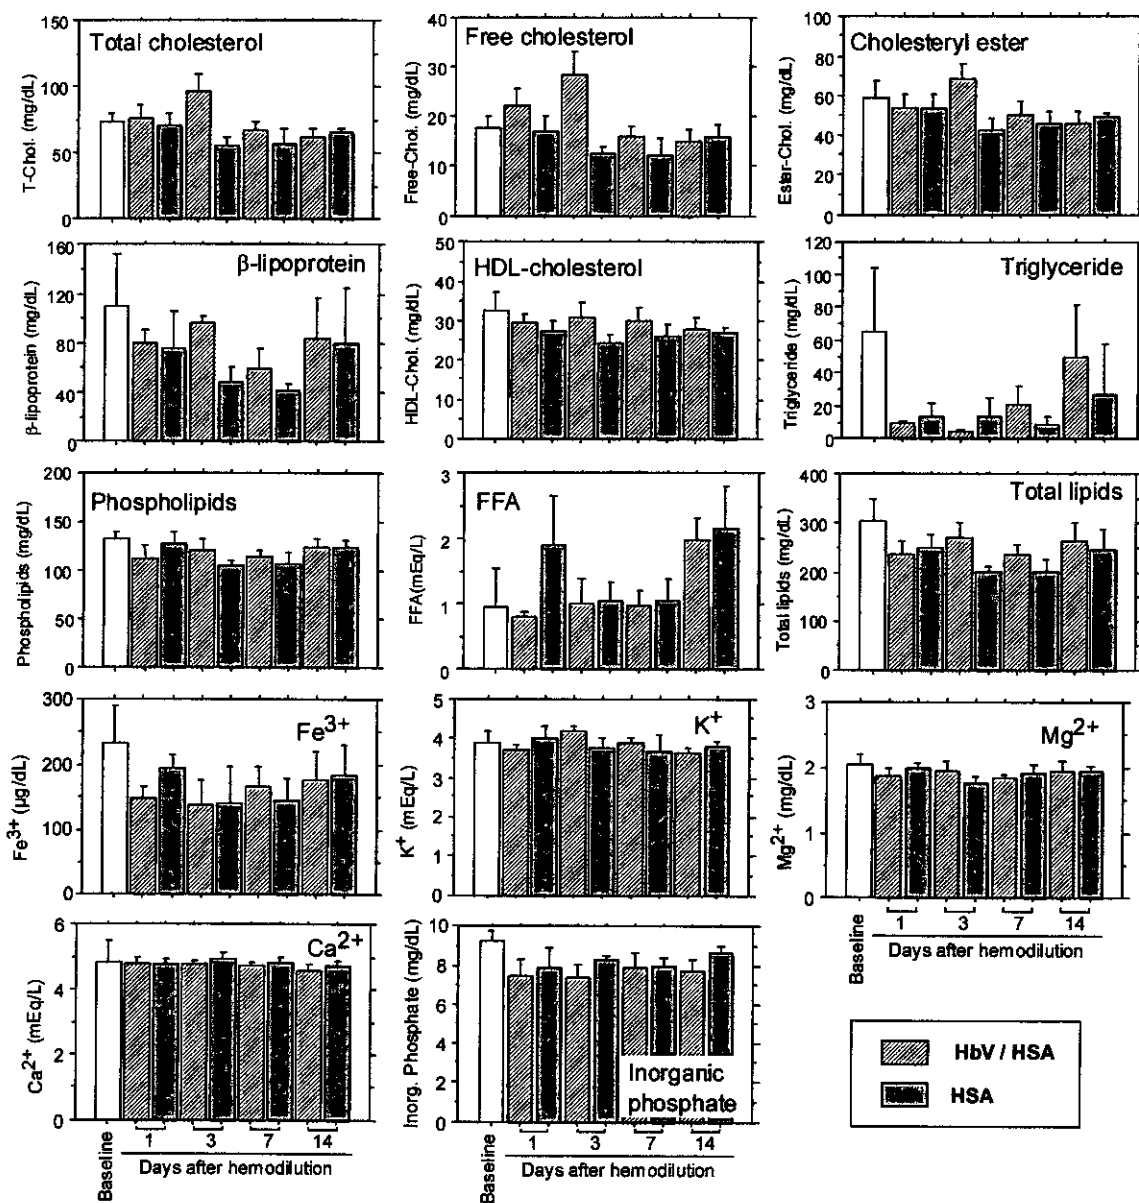 Total cholesterol
T-Chol. (mg/dL)
150
100
50
0
Free cholesterol
Free-Chol. (mg/dL)
40
30
20
10
0
Cholesteryl ester
Ester-Chol. (mg/dL)
100
80
60
40
20
0
β-lipoprotein
β-lipoprotein (mg/dL)
160
120
80
40
0
HDL-cholesterol
HDL-Chol. (mg/dL)
50
40
30
20
10
0
Triglyceride
Triglyceride (mg/dL)
120
100
80
60
40
20
0
Phospholipids
Phospholipids (mg/dL)
200
150
100
50
0
FFA
FFA(mEq/L)
3
2
1
0
Total lipids
Total lipids (mg/dL)
400
300
200
100
0
Fe3+
Fe3+ (µg/dL)
300
200
100
0
K+
K+ (mEq/L)
5
4
3
2
1
0
Mg2+
Mg2+ (mg/dL)
3
2
1
0
Baseline
1 3 7 14
Days after hemodilution
Ca2+
Ca2+ (mEq/L)
6
4
2
0
Baseline
1 3 7 14
Days after hemodilution
Inorganic
phosphate
Inorg. Phosphate (mg/dL)
10
8
6
4
2
0
Baseline
1 3 7 14
Days after hemodilution
HbV / HSA
HSA